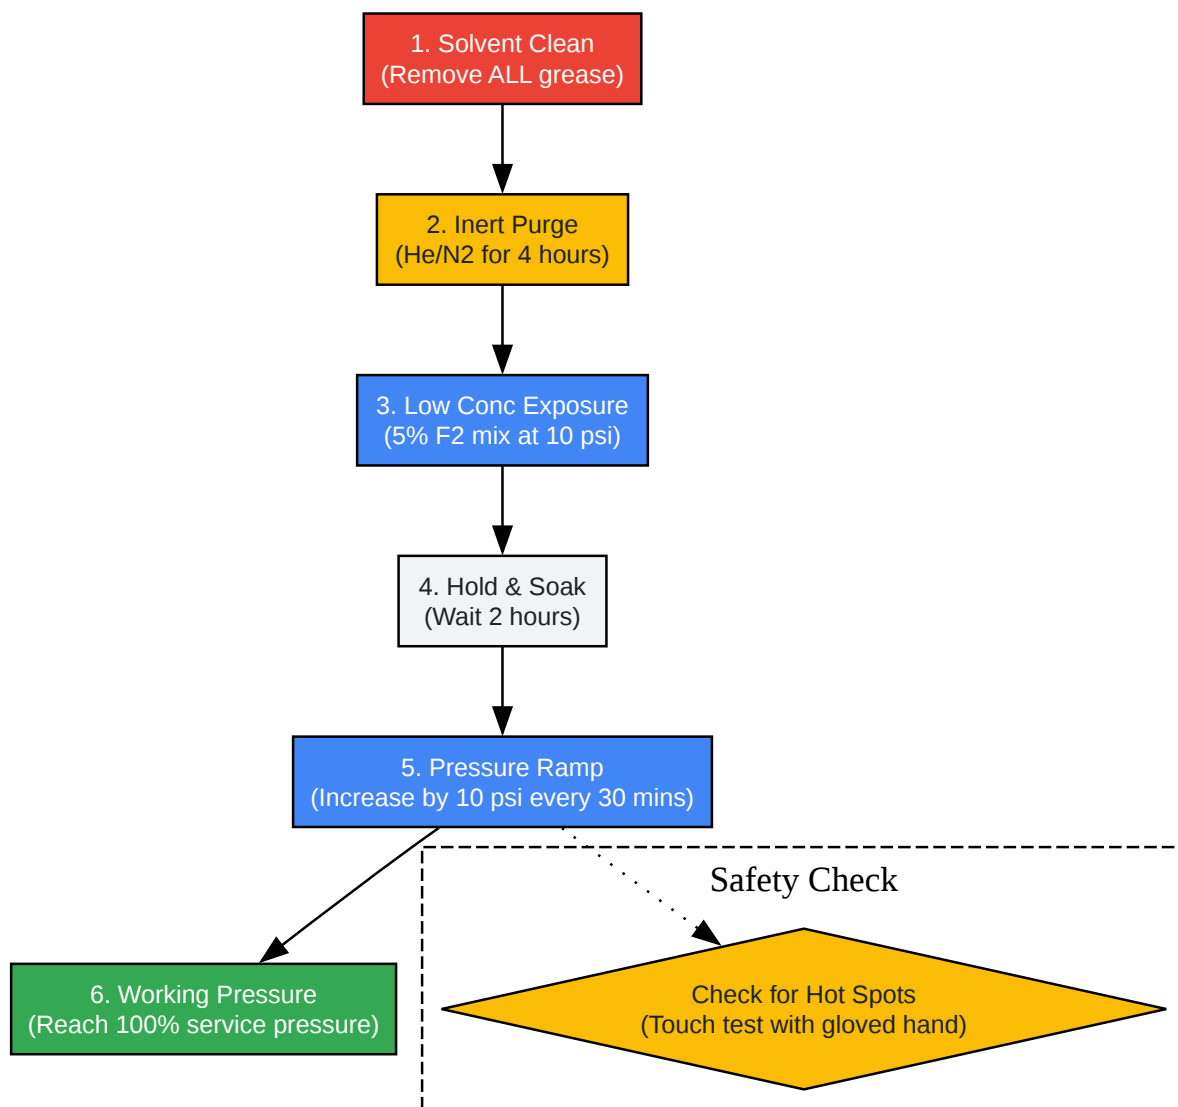 1. Solvent Clean
(Remove ALL grease)
2. Inert Purge
(He/N2 for 4 hours)
3. Low Conc Exposure
(5% F2 mix at 10 psi)
4. Hold & Soak
(Wait 2 hours)
5. Pressure Ramp
(Increase by 10 psi every 30 mins)
Safety Check
6. Working Pressure
(Reach 100% service pressure)
Check for Hot Spots
(Touch test with gloved hand)